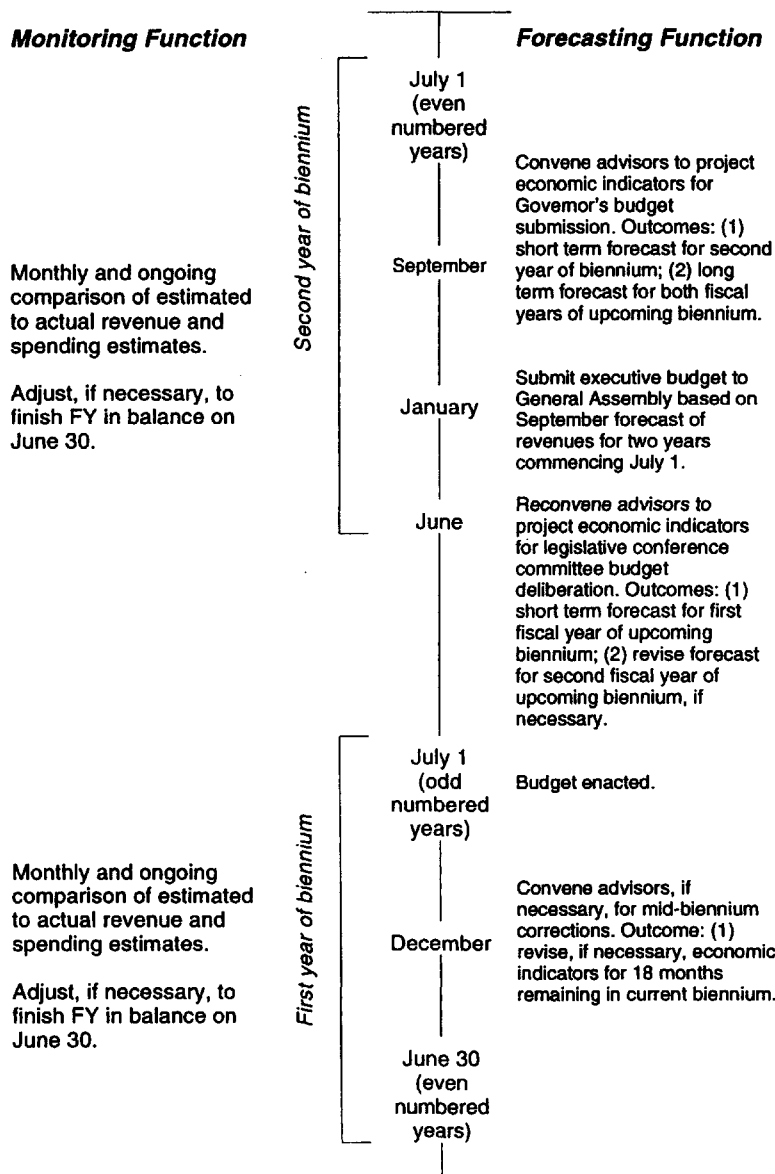 Monitoring Function
Forecasting Function
Second year of biennium
July 1
(even
numbered
years)
Convene advisors to project
economic indicators for
Governor's budget
submission. Outcomes: (1)
short term forecast for second
year of biennium; (2) long
term forecast for both fiscal
years of upcoming biennium.
September
Monthly and ongoing
comparison of estimated
to actual revenue and
spending estimates.
Adjust, if necessary, to
finish FY in balance on
June 30.
January
Submit executive budget to
General Assembly based on
September forecast of
revenues for two years
commencing July 1.
June
Reconvene advisors to
project economic indicators
for legislative conference
committee budget
deliberation. Outcomes: (1)
short term forecast for first
fiscal year of upcoming
biennium; (2) revise forecast
for second fiscal year of
upcoming biennium, if
necessary.
First year of biennium
July 1
(odd
numbered
years)
Budget enacted.
Monthly and ongoing
comparison of estimated
to actual revenue and
spending estimates.
Adjust, if necessary, to
finish FY in balance on
June 30.
December
Convene advisors, if
necessary, for mid-biennium
corrections. Outcome: (1)
revise, if necessary, economic
indicators for 18 months
remaining in current biennium.
June 30
(even
numbered
years)